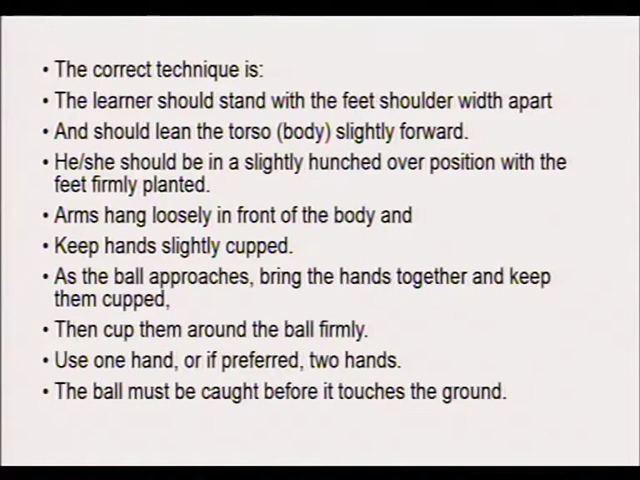 • The correct technique is:
• The learner should stand with the feet shoulder width apart
• And should lean the torso (body) slightly forward.
• He/she should be in a slightly hunched over position with the
feet firmly planted.
• Arms hang loosely in front of the body and
• Keep hands slightly cupped.
• As the ball approaches, bring the hands together and keep
them cupped,
• Then cup them around the ball firmly.
• Use one hand, or if preferred, two hands.
• The ball must be caught before it touches the ground.